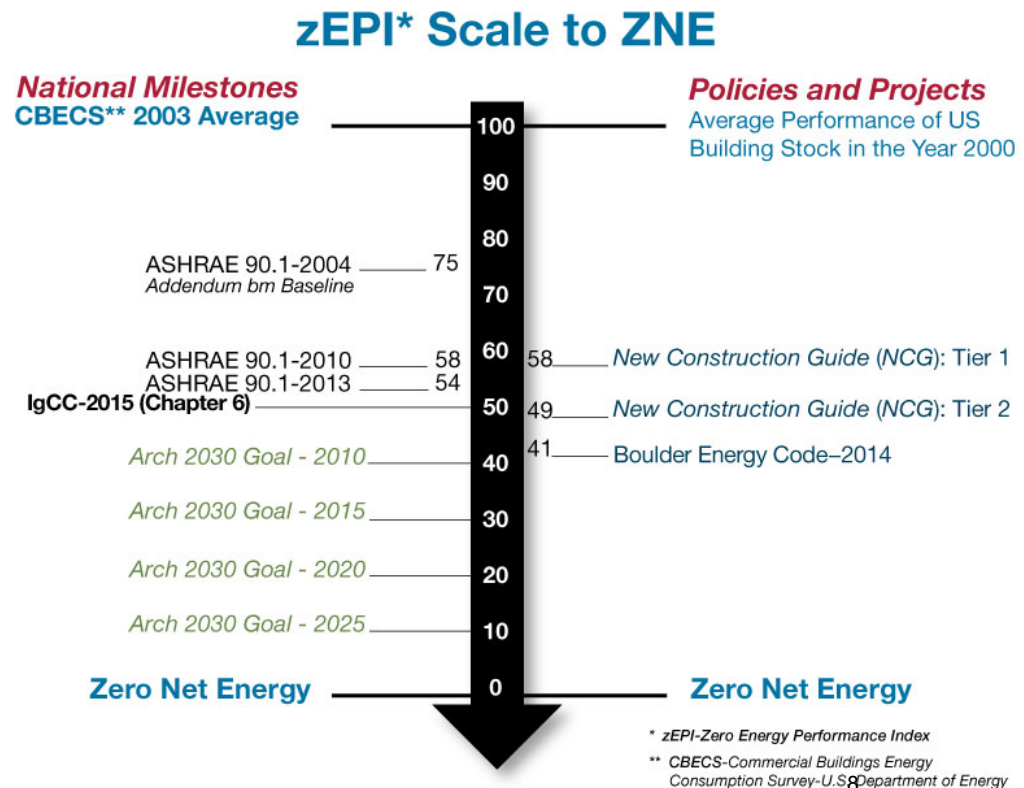 zEPI* Scale to ZNE
National Milestones
CBECS** 2003 Average
Policies and Projects
Average Performance of US
Building Stock in the Year 2000
100
90
80
ASHRAE 90.1-2004 75
Addendum bm Baseline
70
60
ASHRAE 90.1-2010 58
58 New Construction Guide (NCG): Tier 1
ASHRAE 90.1-2013 54
IgCC-2015 (Chapter 6)
50
49 New Construction Guide (NCG): Tier 2
41 Boulder Energy Code–2014
Arch 2030 Goal - 2010
40
Arch 2030 Goal - 2015
30
Arch 2030 Goal - 2020
20
Arch 2030 Goal - 2025
10
Zero Net Energy
0
Zero Net Energy
* zEPI-Zero Energy Performance Index
** CBECS-Commercial Buildings Energy
Consumption Survey-U.S. Department of Energy
8